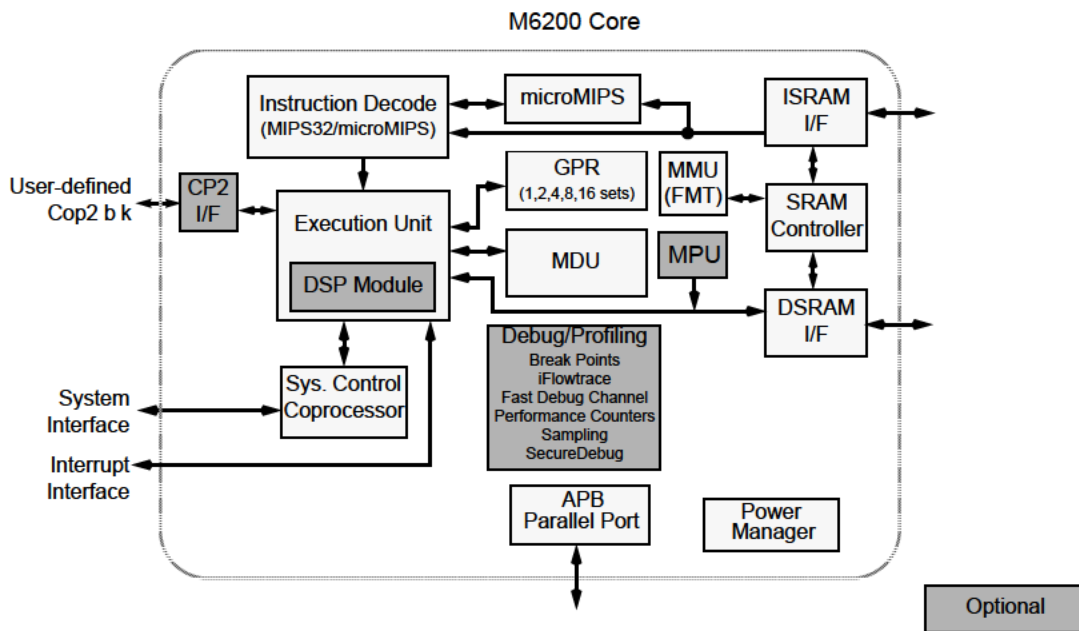 M6200 Core
Instruction Decode
(MIPS32/microMIPS)
microMIPS
ISRAM
I/F
User-defined
Cop2 b k
CP2
I/F
Execution Unit
DSP Module
GPR
(1,2,4,8,16 sets)
MMU
(FMT)
SRAM
Controller
MDU
MPU
DSRAM
I/F
Debug/Profiling
Break Points
iFlowtrace
Fast Debug Channel
Performance Counters
Sampling
SecureDebug
Sys. Control
Coprocessor
System
Interface
Interrupt
Interface
APB
Parallel Port
Power
Manager
Optional